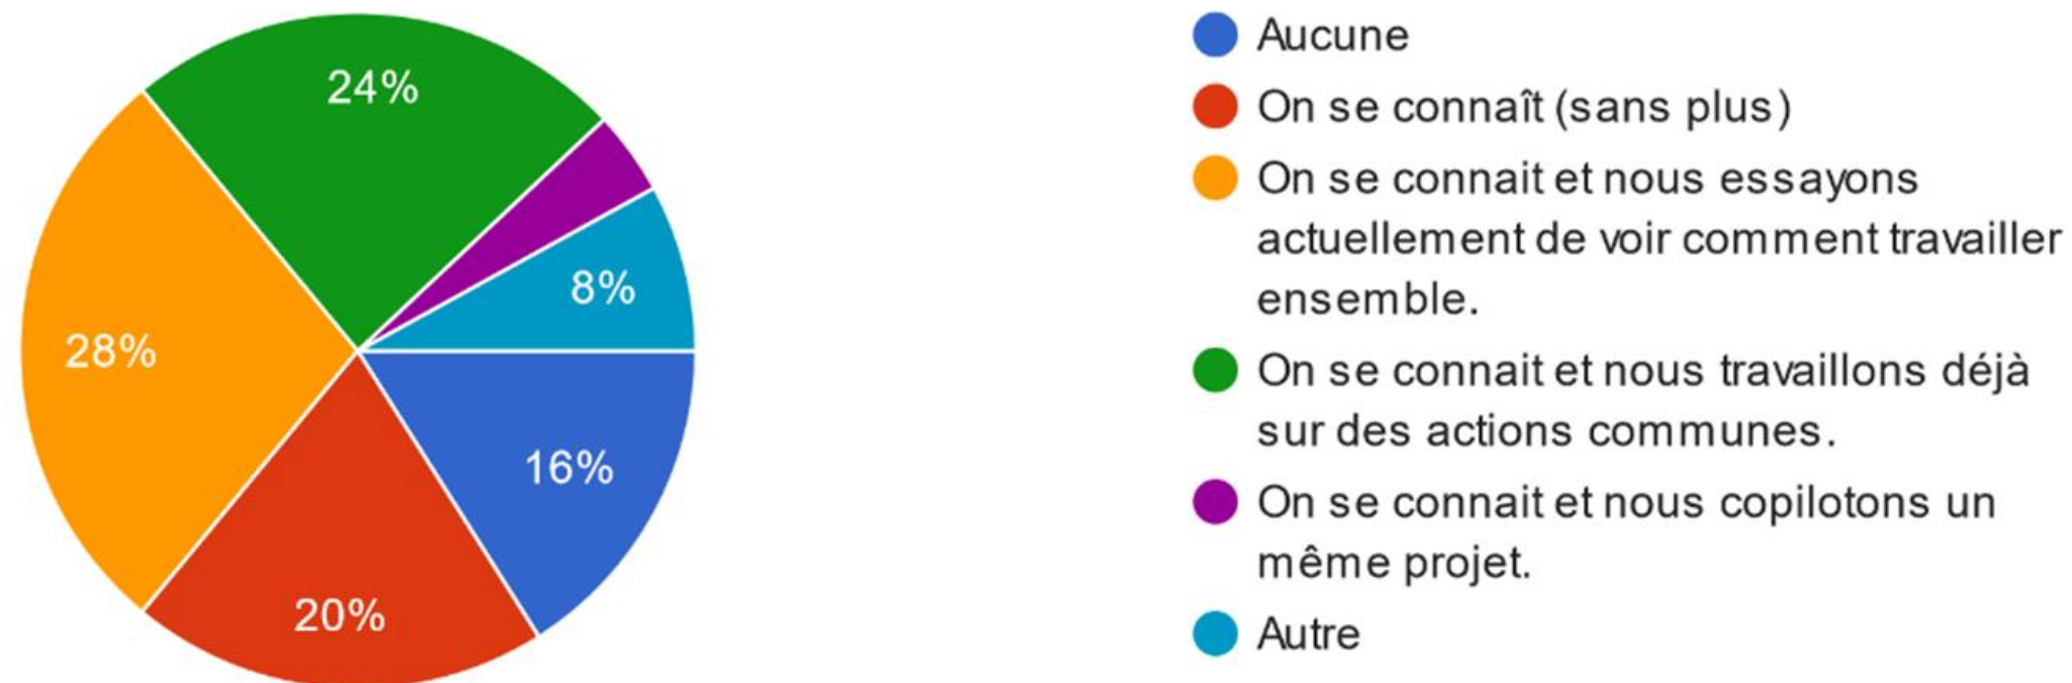 24%
8%
28%
16%
20%
Aucune
On se connaît (sans plus)
On se connait et nous essayons
actuellement de voir comment travailler
ensemble.
On se connait et nous travaillons déjà
sur des actions communes.
On se connait et nous copilotons un
même projet.
Autre